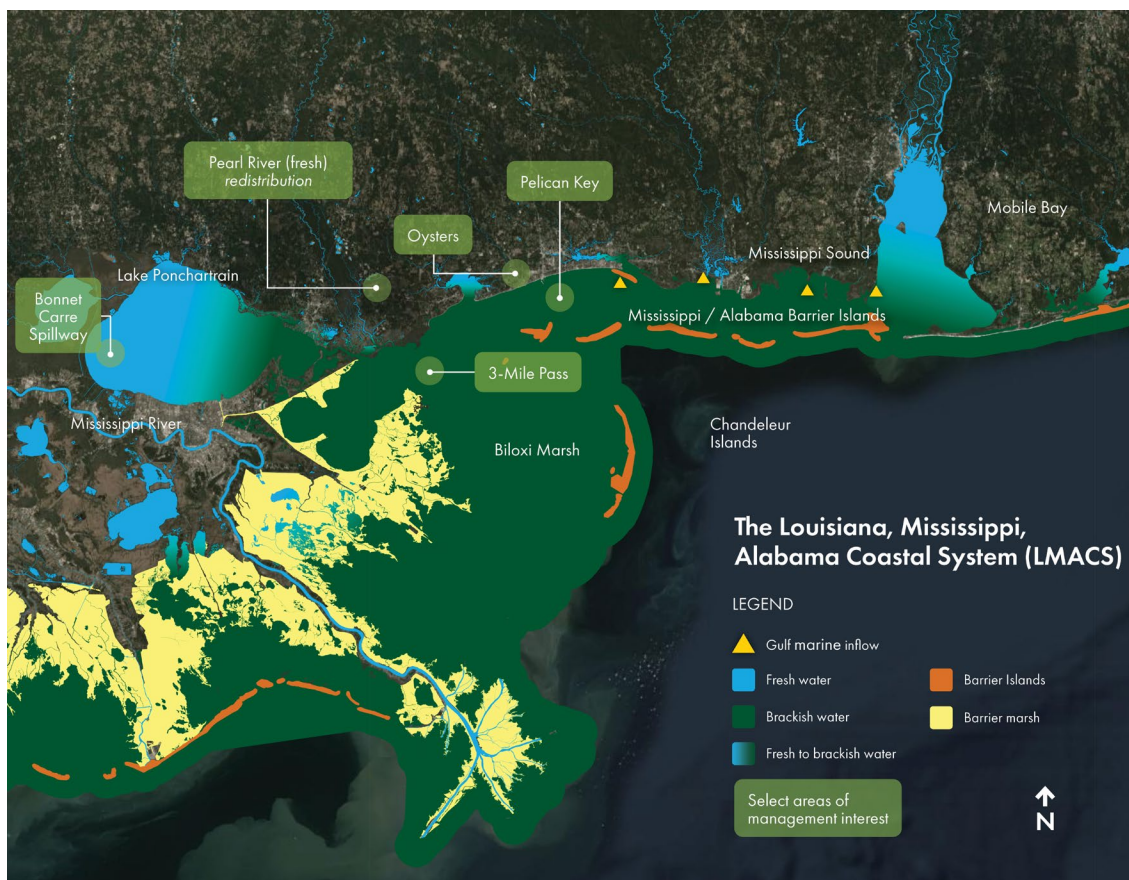 Pearl River (fresh)
redistribution
Pelican Key
Mobile Bay
Oysters
Mississippi Sound
Lake Ponchartrain
Bonnet
Carre
Spillway
Mississippi / Alabama Barrier Islands
3-Mile Pass
Mississippi River
Chandeleur
Islands
Biloxi Marsh
The Louisiana, Mississippi,
Alabama Coastal System (LMACS)
LEGEND
Gulf marine inflow
Fresh water
Barrier Islands
Brackish water
Barrier marsh
Fresh to brackish water
Select areas of
management interest
N